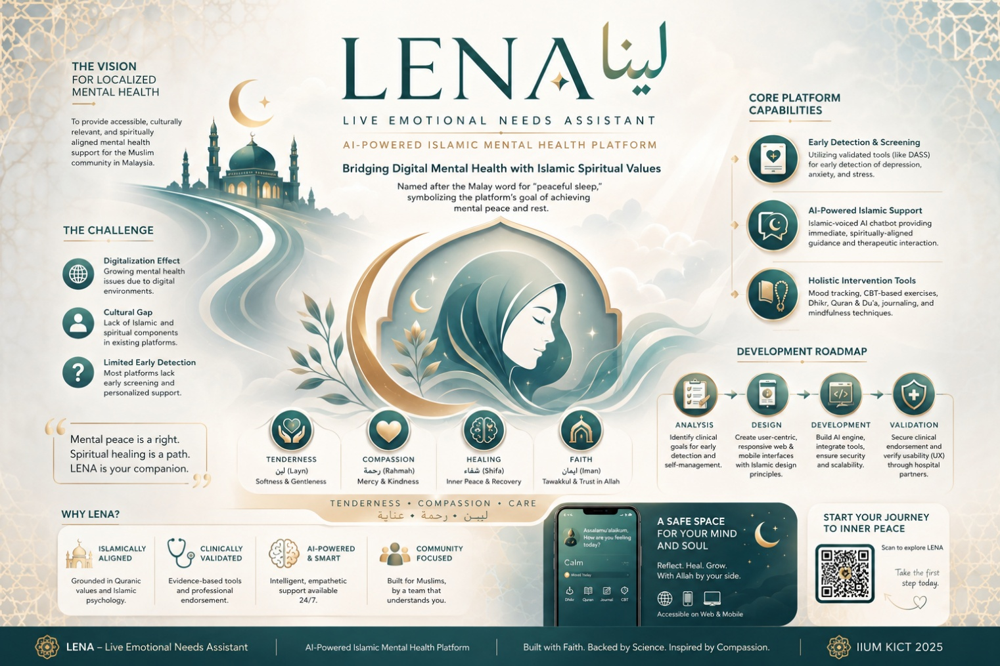 LENA لينا
LIVE EMOTIONAL NEEDS ASSISTANT
AI-POWERED ISLAMIC MENTAL HEALTH PLATFORM
Bridging Digital Mental Health with Islamic Spiritual Values
Named after the Malay word for "peaceful sleep,"
symbolizing the platform's goal of achieving
mental peace and rest.
THE VISION
FOR LOCALIZED
MENTAL HEALTH
To provide accessible, culturally
relevant, and spiritually
aligned mental health
support for the Muslim
community in Malaysia.
THE CHALLENGE
Digitalization Effect
Growing mental health
issues due to digital
environments.
Cultural Gap
Lack of Islamic and
spiritual components
in existing platforms.
?
Limited Early Detection
Most platforms lack
early screening and
personalized support.
“
Mental peace is a right.
Spiritual healing is a path.
LENA is your companion.
”
CORE PLATFORM
CAPABILITIES
Early Detection & Screening
Utilizing validated tools (like DASS)
for early detection of depression,
anxiety, and stress.
AI-Powered Islamic Support
Islamic-voiced AI chatbot providing
immediate, spiritually-aligned
guidance and therapeutic interaction.
Holistic Intervention Tools
Mood tracking, CBT-based exercises,
Dhikr, Quran & Du'a, journaling, and
mindfulness techniques.
DEVELOPMENT ROADMAP
</>
ANALYSIS
Identify clinical
goals for early
detection and
self-management.
DESIGN
Create user-centric,
responsive web &
mobile interfaces
with Islamic design
principles.
DEVELOPMENT
Build AI engine,
integrate tools,
ensure security
and scalability.
VALIDATION
Secure clinical
endorsement and
verify usability (UX)
through hospital
partners.
TENDERNESS
لين (Layn)
Softness & Gentleness
COMPASSION
رحمة (Rahmah)
Mercy & Kindness
HEALING
شفاء (Shifa)
Inner Peace & Recovery
FAITH
ايمان (Iman)
Tawakkul & Trust in Allah
TENDERNESS • COMPASSION • CARE
ليبن • رحمة • عناية
WHY LENA?
ISLAMICALLY
ALIGNED
Grounded in Quranic
values and Islamic
psychology.
CLINICALLY
VALIDATED
Evidence-based tools
and professional
endorsement.
AI-POWERED
& SMART
Intelligent, empathetic
support available
24/7.
COMMUNITY
FOCUSED
Built for Muslims,
by a team that
understands you.
Assalamu'alaikum,
How are you feeling
today?
Calm
Mood Today
Dhikr Quran Journal CBT
A SAFE SPACE
FOR YOUR MIND
AND SOUL
Reflect. Heal. Grow.
With Allah by your side.
Accessible on Web & Mobile
START YOUR JOURNEY
TO INNER PEACE
Scan to explore LENA
Take the first
step today.
LENA – Live Emotional Needs Assistant
AI-Powered Islamic Mental Health Platform
Built with Faith. Backed by Science. Inspired by Compassion.
IIUM KICT 2025